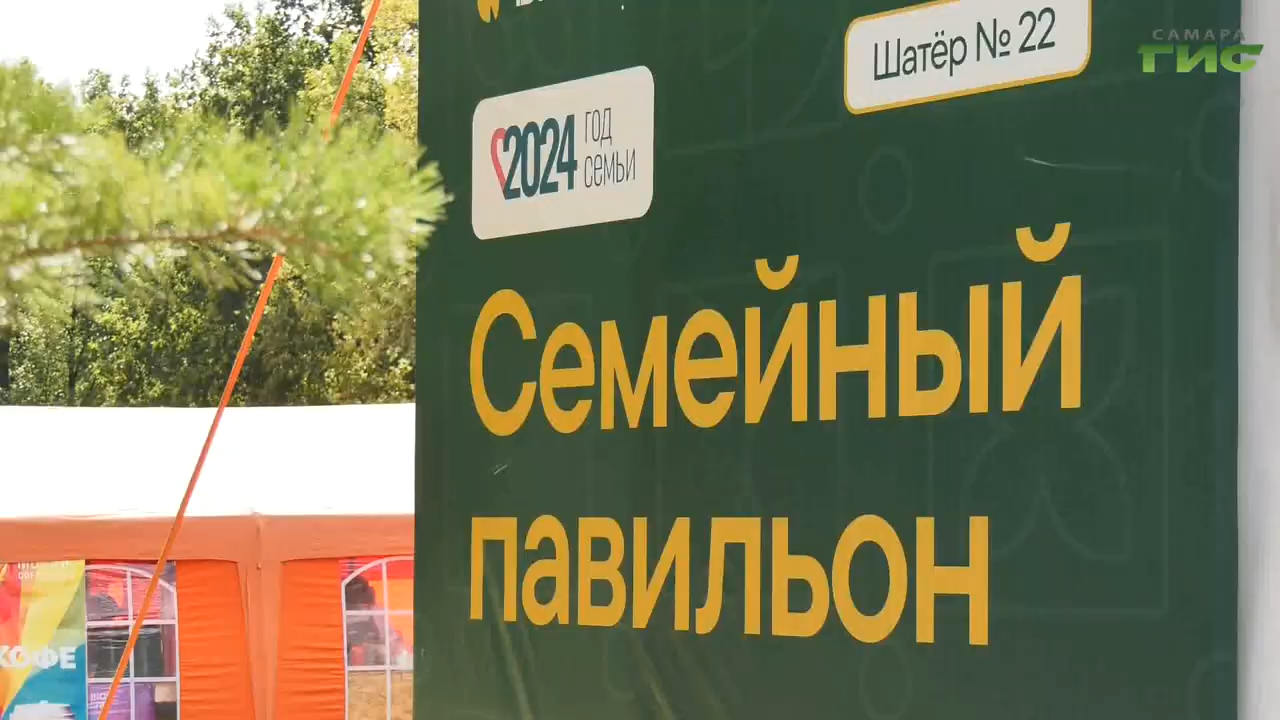 Шатёр № 22
САМАРА
ГИС
2024
ГОД
СЕМЬИ
Семейный
павильон
КОФЕ